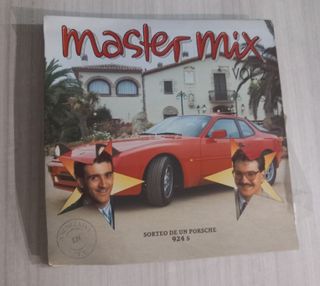 master mix
SORTEO DE UN PORSCHE
924 S